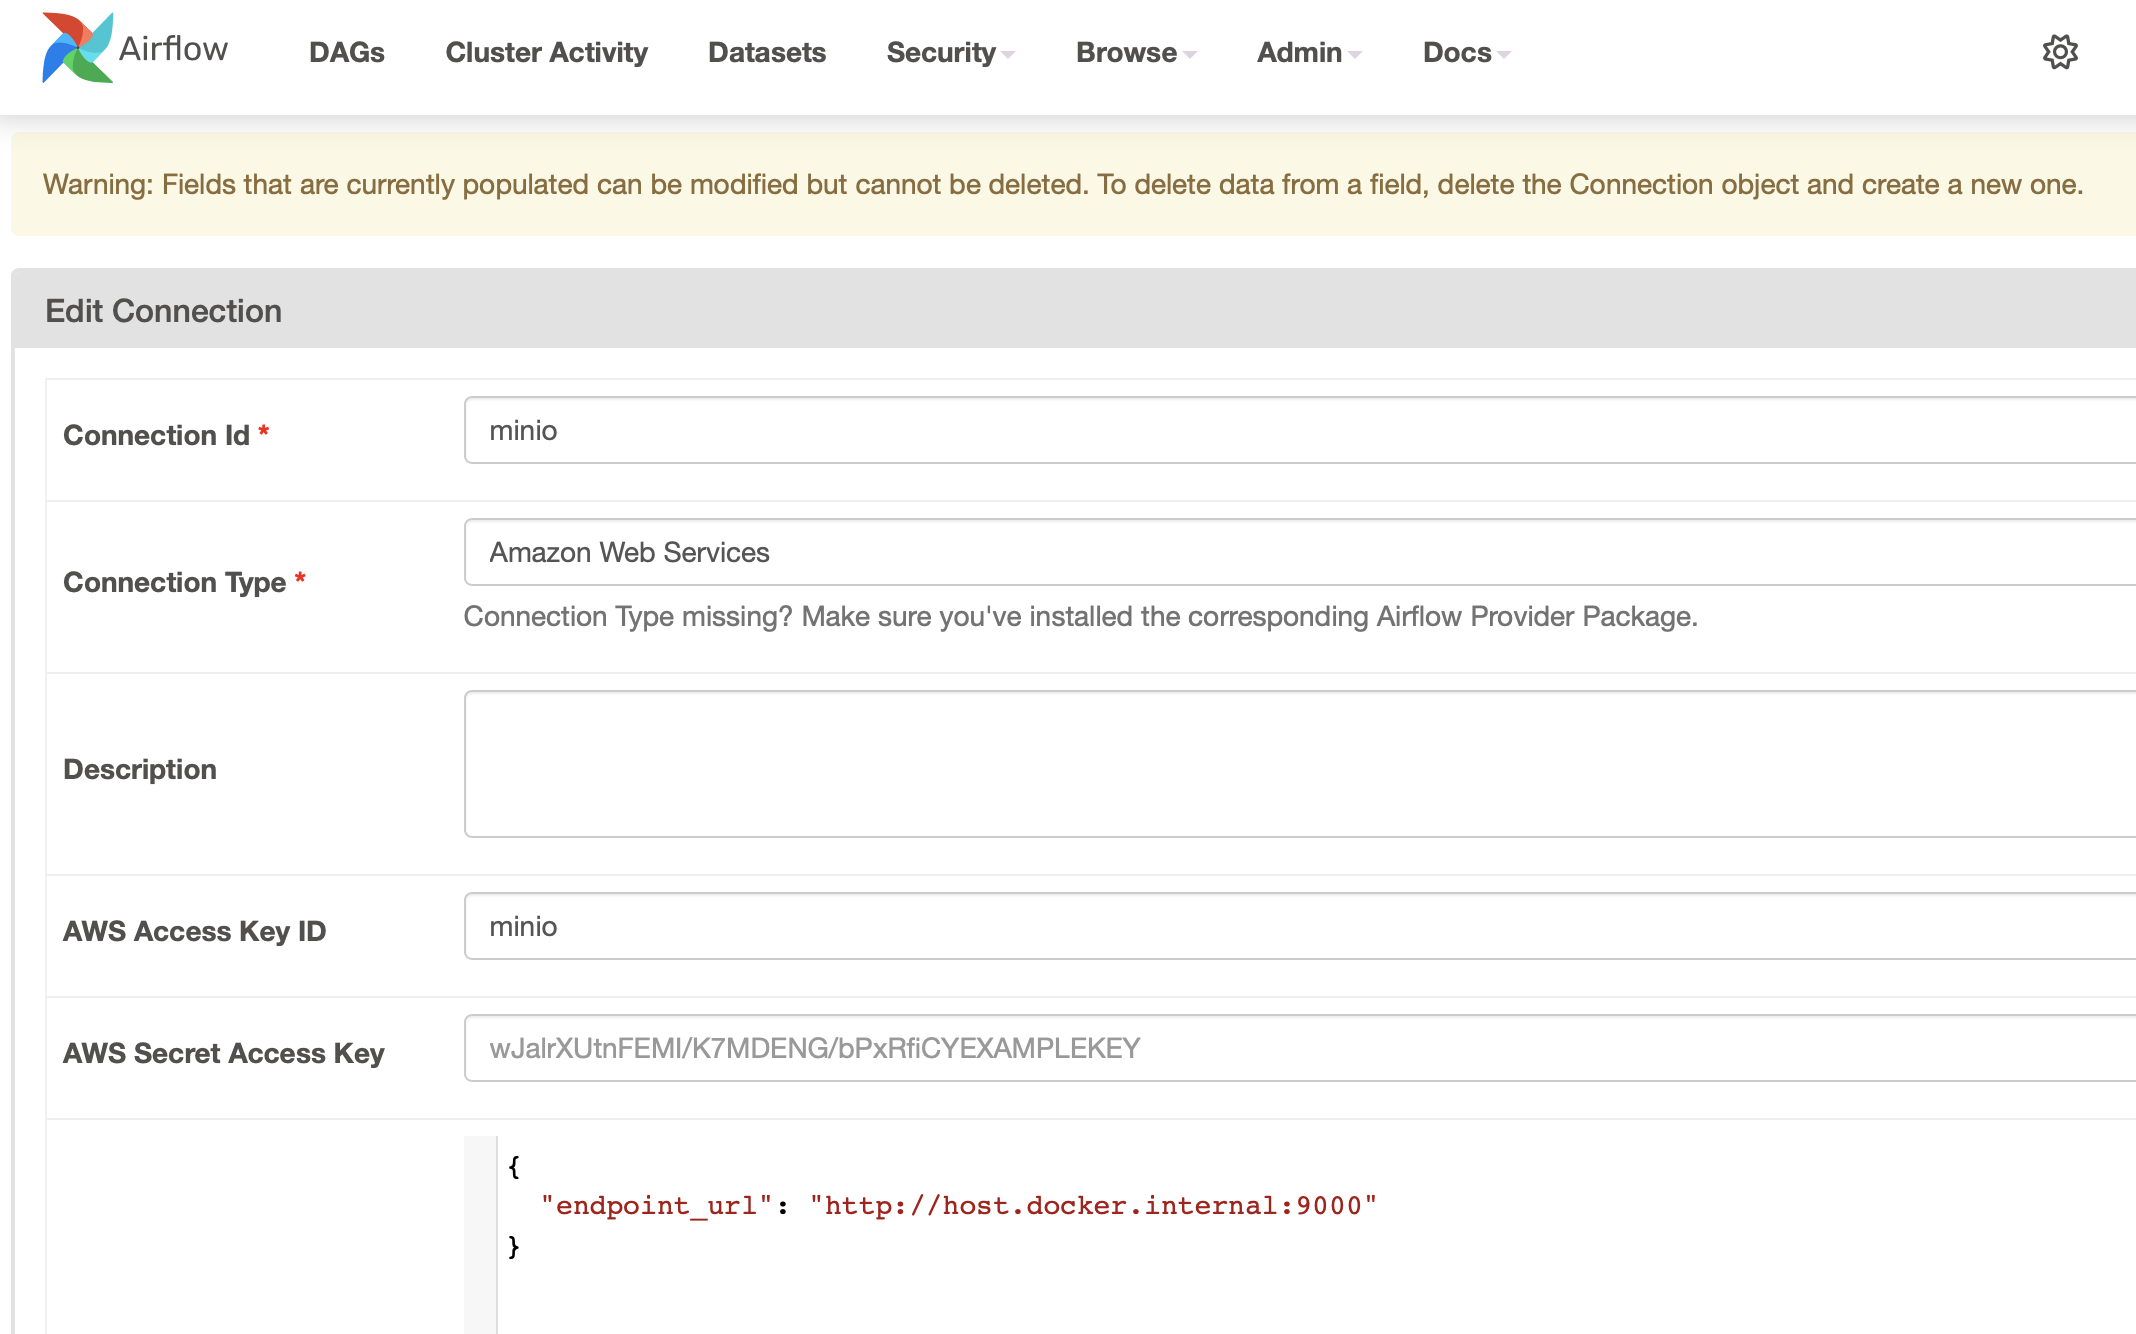 Airflow DAGs Cluster Activity Datasets Security Browse Admin Docs
Warning: Fields that are currently populated can be modified but cannot be deleted. To delete data from a field, delete the Connection object and create a new one.
Edit Connection
Connection Id * minio
Connection Type * Amazon Web Services
Connection Type missing? Make sure you've installed the corresponding Airflow Provider Package.
Description
AWS Access Key ID minio
AWS Secret Access Key wJalrXUtnFEMI/K7MDENG/bPxRfiCYEXAMPLEKEY
{
"endpoint_url": "http://host.docker.internal:9000"
}